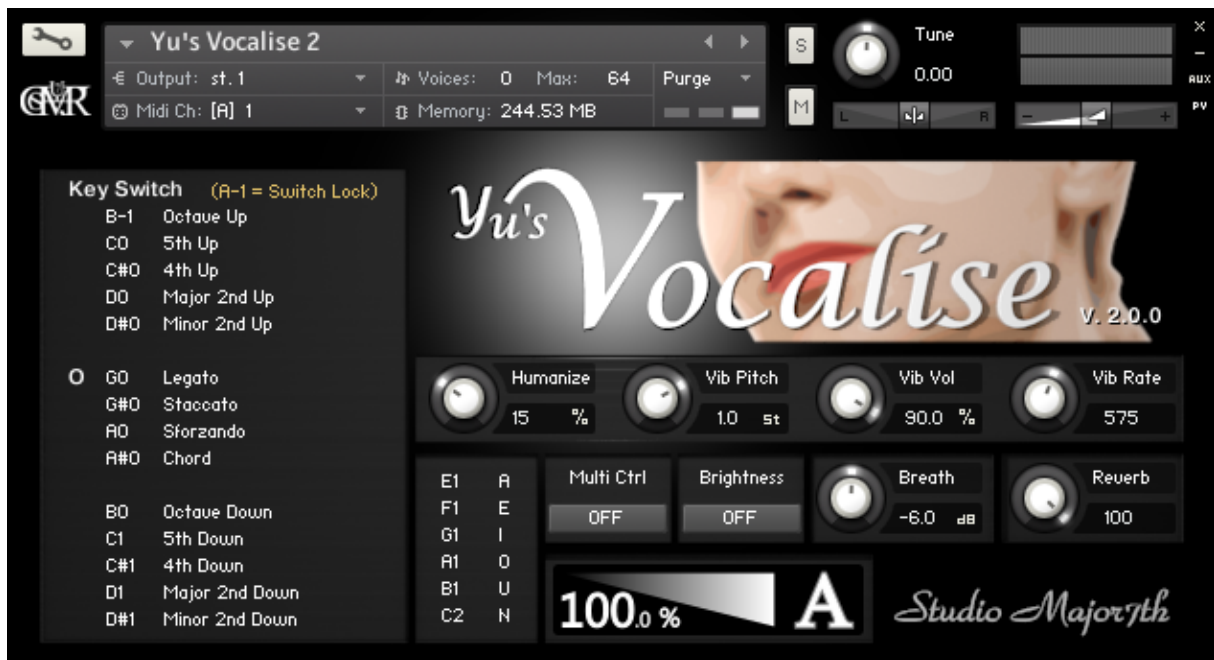 Yu's Vocalise 2
Output: st. 1
Voices: 0 Max: 64
Purge
Midi Ch: [A] 1
Memory: 244.53 MB
S
M
Tune
0.00
L R
- +
×
-
AUX
PV
GMR
Key Switch (A-1 = Switch Lock)
B-1 Octave Up
C0 5th Up
C#0 4th Up
D0 Major 2nd Up
D#0 Minor 2nd Up
O G0 Legato
G#0 Staccato
A0 Sforzando
A#0 Chord
B0 Octave Down
C1 5th Down
C#1 4th Down
D1 Major 2nd Down
D#1 Minor 2nd Down
Yu's
Vocalise
V. 2.0.0
Humanize
15 %
Vib Pitch
1.0 st
Vib Vol
90.0 %
Vib Rate
575
E1 A
F1 E
G1 I
A1 O
B1 U
C2 N
Multi Ctrl
OFF
Brightness
OFF
Breath
-6.0 dB
Reverb
100
100.0 %
A
Studio Major7th